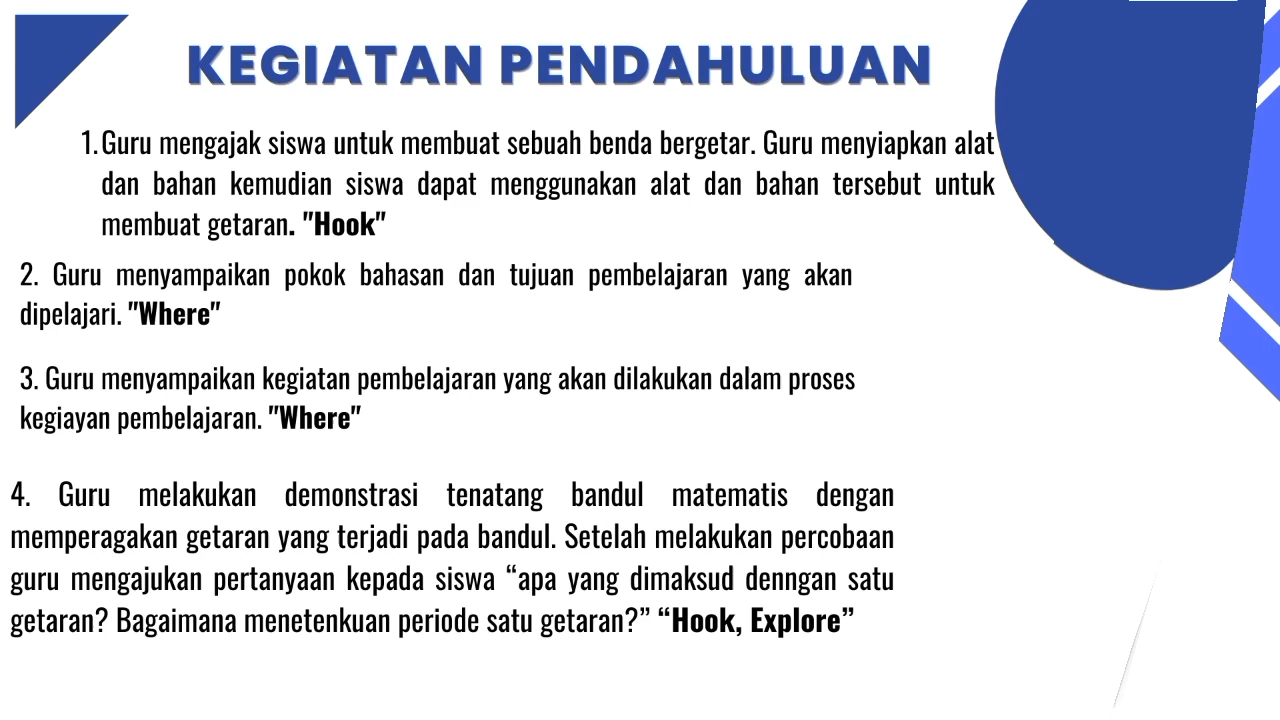 KEGIATAN PENDAHULUAN
1. Guru mengajak siswa untuk membuat sebuah benda bergetar. Guru menyiapkan alat
dan bahan kemudian siswa dapat menggunakan alat dan bahan tersebut untuk
membuat getaran. "Hook"
2. Guru menyampaikan pokok bahasan dan tujuan pembelajaran yang akan
dipelajari. "Where"
3. Guru menyampaikan kegiatan pembelajaran yang akan dilakukan dalam proses
kegiayan pembelajaran. "Where"
4. Guru melakukan demonstrasi tenatang bandul matematis dengan
memperagakan getaran yang terjadi pada bandul. Setelah melakukan percobaan
guru mengajukan pertanyaan kepada siswa “apa yang dimaksud denngan satu
getaran? Bagaimana menetenkuan periode satu getaran?” “Hook, Explore”